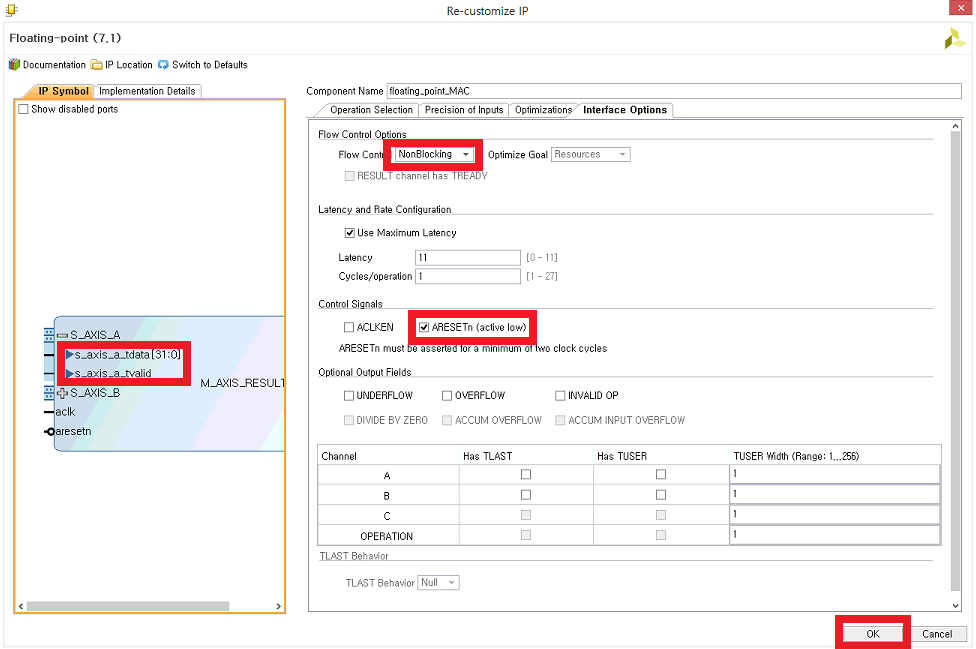 Re-customize IP
Floating-point (7.1)
Documentation IP Location Switch to Defaults
IP Symbol Implementation Details
Show disabled ports
S_AXIS_A
s_axis_a_tdata[31:0]
s_axis_a_tvalid
S_AXIS_B
aclk
aresetn
M_AXIS_RESULT
Component Name floating_point_MAC
Operation Selection Precision of Inputs Optimizations Interface Options
Flow Control Options
Flow Contr NonBlocking Optimize Goal Resources
RESULT channel has TREADY
Latency and Rate Configuration
Use Maximum Latency
Latency 11 [0 - 11]
Cycles/operation 1 [1 - 27]
Control Signals
ACLKEN ARESETn (active low)
ARESETn must be asserted for a minimum of two clock cycles
Optional Output Fields
UNDERFLOW OVERFLOW INVALID OP
DIVIDE BY ZERO ACCUM OVERFLOW ACCUM INPUT OVERFLOW
Channel Has TLAST Has TUSER TUSER Width (Range: 1...256)
A 1
B 1
C 1
OPERATION 1
TLAST Behavior
TLAST Behavior Null
OK Cancel